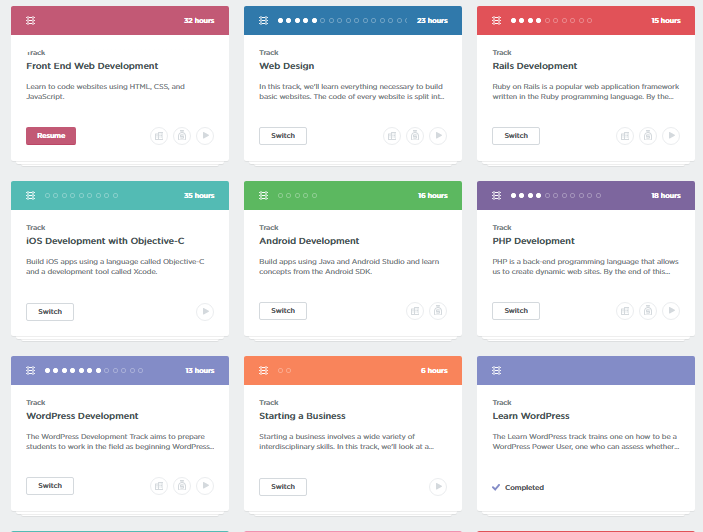 32 hours
Track
Front End Web Development
Learn to code websites using HTML, CSS, and
JavaScript.
Resume
23 hours
Track
Web Design
In this track, we'll learn everything necessary to build
basic websites. The code of every website is split int...
Switch
15 hours
Track
Rails Development
Ruby on Rails is a popular web application framework
written in the Ruby programming language. By the...
Switch
35 hours
Track
iOS Development with Objective-C
Build iOS apps using a language called Objective-C
and a development tool called Xcode.
Switch
16 hours
Track
Android Development
Build apps using Java and Android Studio and learn
concepts from the Android SDK.
Switch
18 hours
Track
PHP Development
PHP is a back-end programming language that allows
us to create dynamic web sites. By the end of this...
Switch
13 hours
Track
WordPress Development
The WordPress Development Track aims to prepare
students to work in the field as beginning WordPress...
Switch
6 hours
Track
Starting a Business
Starting a business involves a wide variety of
interdisciplinary skills. In this track, we'll look at a...
Switch
Track
Learn WordPress
The Learn WordPress track trains one on how to be a
WordPress Power User, one who can assess whether...
Completed